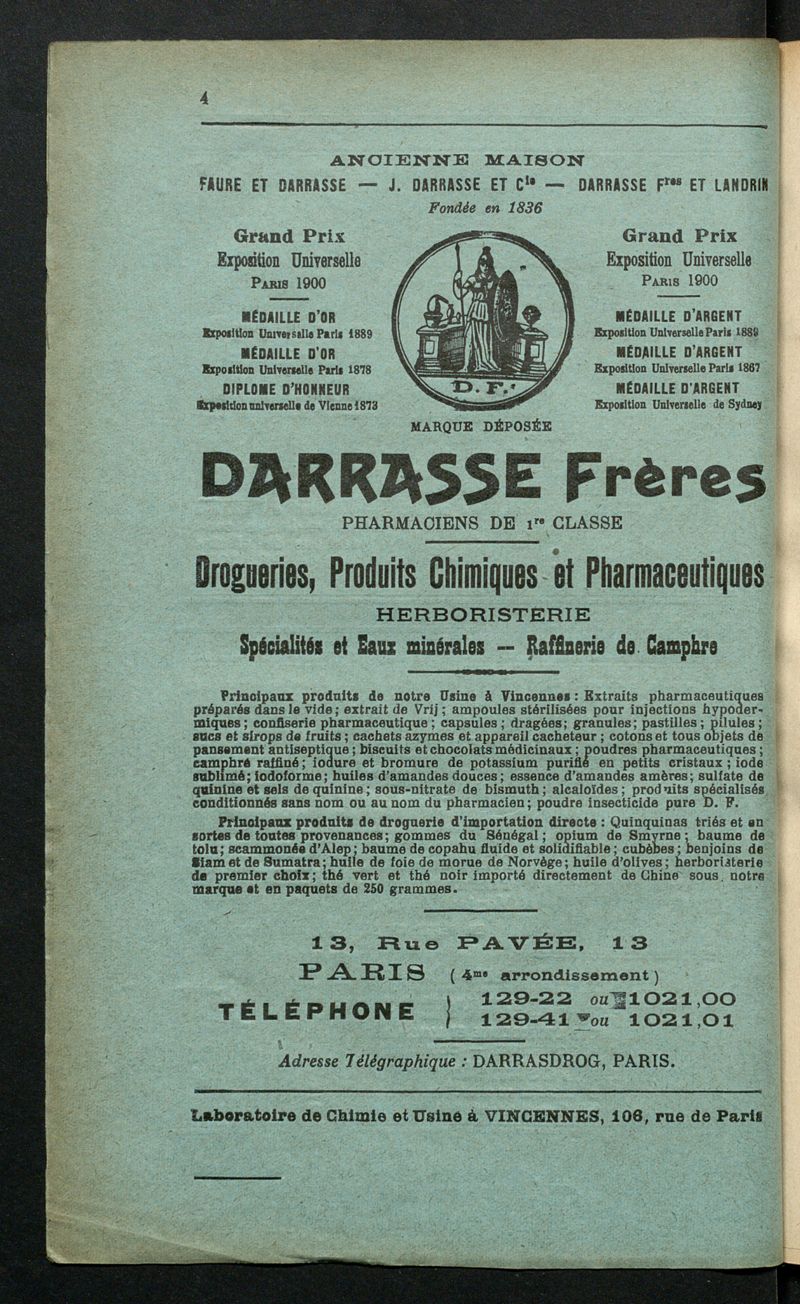 4
ANCIENNE MAISON
FAURE ET DARRASSE — J. DARRASSE ET Cie — DARRASSE Fres ET LANDRIN
Fondée en 1836
Grand Prix
Exposition Universelle
PARIS 1900
MÉDAILLE D'OR
Exposition Universelle Paris 1889
MÉDAILLE D'OR
Exposition Universelle Paris 1878
DIPLOME D'HONNEUR
Exposition universelle de Vienne 1873
D. F.
MARQUE DÉPOSÉE
Grand Prix
Exposition Universelle
PARIS 1900
MÉDAILLE D'ARGENT
Exposition Universelle Paris 1889
MÉDAILLE D'ARGENT
Exposition Universelle Paris 1867
MÉDAILLE D'ARGENT
Exposition Universelle de Sydney
DARRASSE Frères
PHARMACIENS DE 1re CLASSE
Drogueries, Produits Chimiques et Pharmaceutiques
HERBORISTERIE
Spécialités et Eaux minérales — Raffinerie de Camphre
Principaux produits de notre Usine à Vincennes : Extraits pharmaceutiques
préparés dans le vide ; extrait de Vrij ; ampoules stérilisées pour injections hypoder-
miques ; confiserie pharmaceutique ; capsules ; dragées; granules; pastilles ; pilules ;
sucs et sirops de fruits ; cachets azymes et appareil cacheteur ; cotons et tous objets de
pansement antiseptique ; biscuits et chocolats médicinaux ; poudres pharmaceutiques ;
camphre raffiné ; iodure et bromure de potassium purifié en petits cristaux ; iode
sublimé; iodoforme; huiles d'amandes douces ; essence d'amandes amères; sulfate de
quinine et sels de quinine ; sous-nitrate de bismuth ; alcaloïdes ; produits spécialisés
conditionnés sans nom ou au nom du pharmacien; poudre insecticide pure D. F.
Principaux produits de droguerie d'importation directe : Quinquinas triés et en
sortes de toutes provenances; gommes du Sénégal ; opium de Smyrne ; baume de
tolu; scammonée d'Alep; baume de copahu fluide et solidifiable ; cubèbes ; benjoins de
Siam et de Sumatra; huile de foie de morue de Norvège; huile d'olives; herboristerie
de premier choix; thé vert et thé noir importé directement de Chine sous notre
marque et en paquets de 250 grammes.
13, Rue PAVÉE, 13
PARIS (4me arrondissement)
TÉLÉPHONE } 129-22 ou 1021,00
129-41 ou 1021,01
Adresse Télégraphique : DARRASDROG, PARIS.
Laboratoire de Chimie et Usine à VINCENNES, 106, rue de Paris